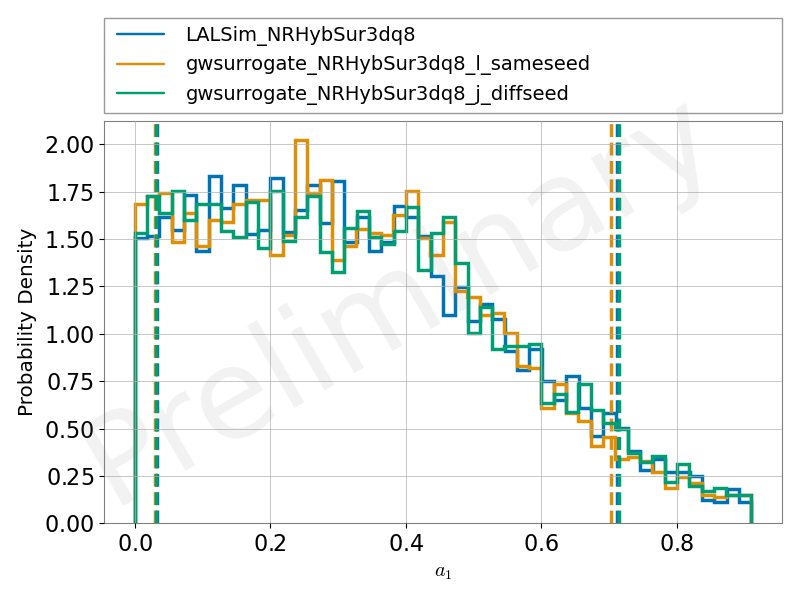 LALSim_NRHybSur3dq8
gwsurrogate_NRHybSur3dq8_l_sameseed
gwsurrogate_NRHybSur3dq8_j_diffseed
Preliminary
Probability Density
2.00
1.75
1.50
1.25
1.00
0.75
0.50
0.25
0.00
0.0 0.2 0.4 0.6 0.8
a₁